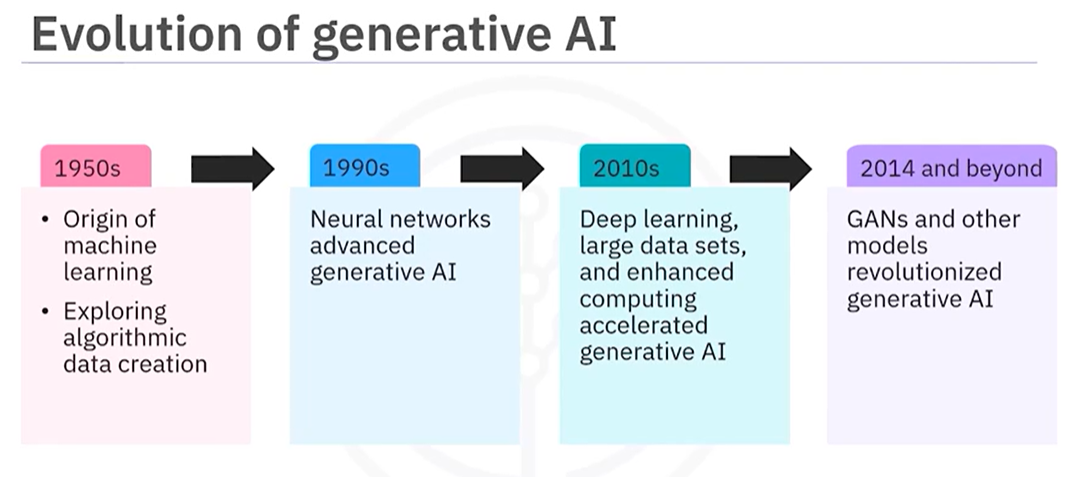 Evolution of generative AI
1950s
• Origin of
machine
learning
• Exploring
algorithmic
data creation
1990s
Neural networks
advanced
generative AI
2010s
Deep learning,
large data sets,
and enhanced
computing
accelerated
generative AI
2014 and beyond
GANs and other
models
revolutionized
generative AI